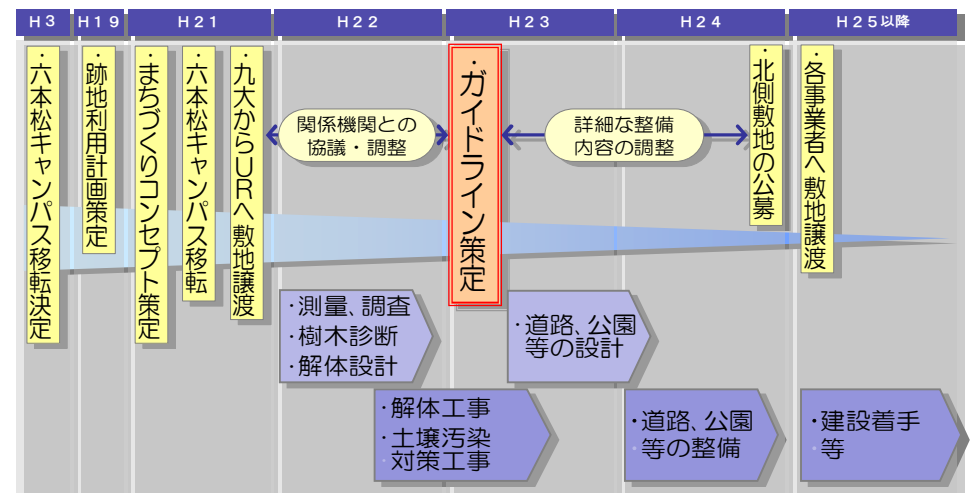 H3
H19
H21
H22
H23
H24
H25以降
・六本松キャンパス移転決定
・跡地利用計画策定
・まちづくりコンセプト策定
・六本松キャンパス移転
・九大からURへ敷地譲渡
関係機関との
協議・調整
・ガイドライン策定
詳細な整備
内容の調整
・北側敷地の公募
・各事業者へ敷地譲渡
・測量、調査
・樹木診断
・解体設計
・道路、公園
等の設計
・解体工事
・土壌汚染
対策工事
・道路、公園
等の整備
・建設着手
等